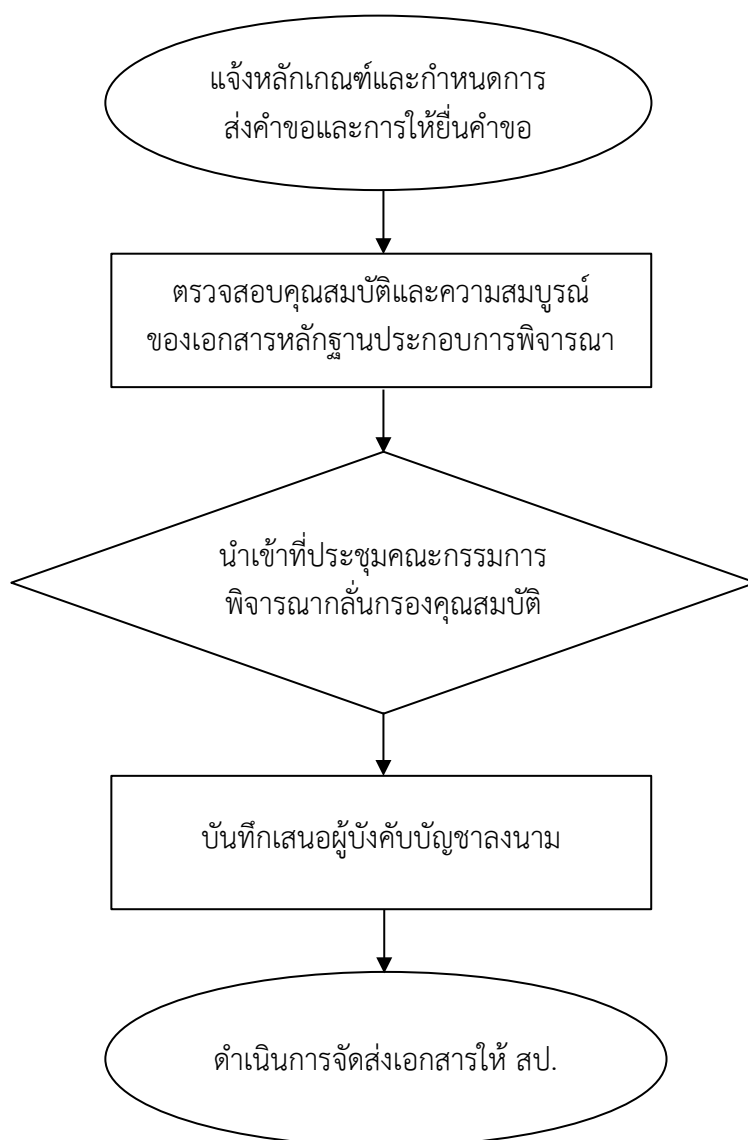 แจ้งหลักเกณฑ์และกำหนดการ
ส่งคำขอและการให้ยื่นคำขอ
ตรวจสอบคุณสมบัติและความสมบูรณ์
ของเอกสารหลักฐานประกอบการพิจารณา
นำเข้าที่ประชุมคณะกรรมการ
พิจารณากลั่นกรองคุณสมบัติ
บันทึกเสนอผู้บังคับบัญชาลงนาม
ดำเนินการจัดส่งเอกสารให้ สป.